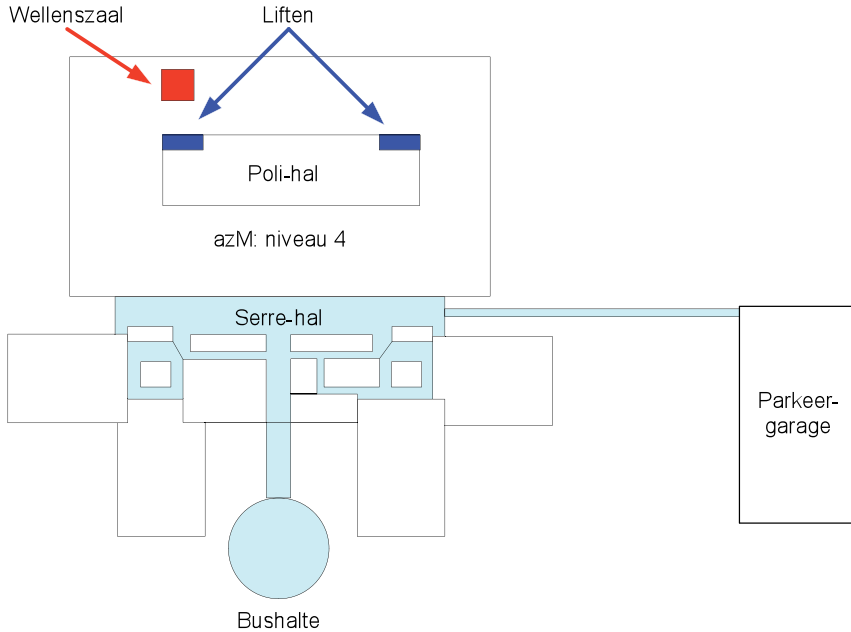 Wellenszaal
Liften
Poli-hal
azM: niveau 4
Serre-hal
Parkeer-
garage
Bushalte